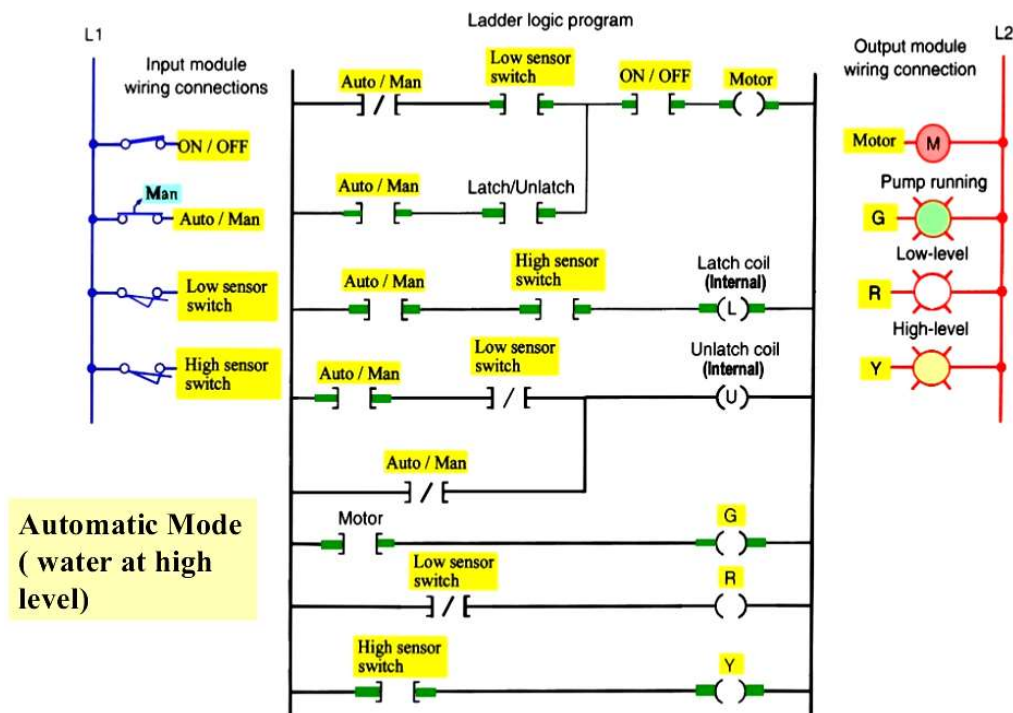 Ladder logic program
L1
L2
Input module
wiring connections
Output module
wiring connection
ON / OFF
Man
Auto / Man
Low sensor
switch
High sensor
switch
Auto / Man
Low sensor
switch
ON / OFF
Motor
Auto / Man
Latch/Unlatch
Auto / Man
High sensor
switch
Latch coil
(Internal)
L
Auto / Man
Low sensor
switch
Unlatch coil
(Internal)
U
Auto / Man
Motor
G
Low sensor
switch
R
High sensor
switch
Y
Motor
M
Pump running
G
Low-level
R
High-level
Y
Automatic Mode
( water at high
level)